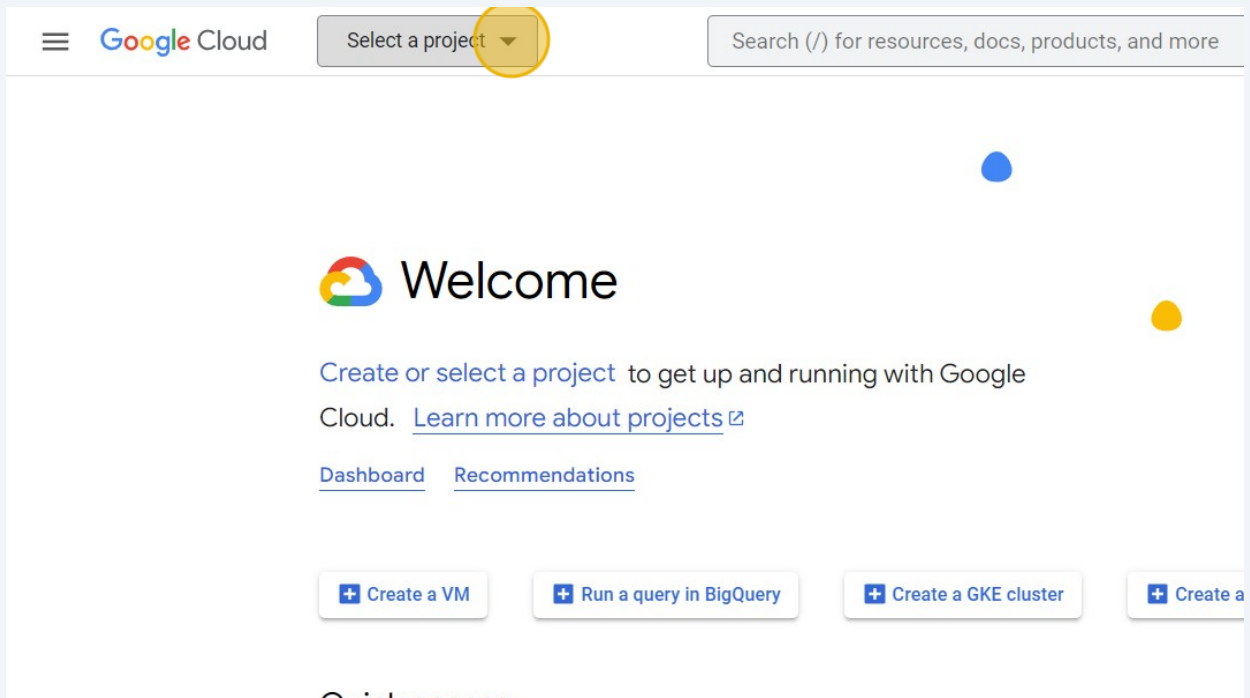 Google Cloud
Select a project
Search (/) for resources, docs, products, and more
Welcome
Create or select a project to get up and running with Google
Cloud. Learn more about projects
Dashboard Recommendations
Create a VM
Run a query in BigQuery
Create a GKE cluster
Create a